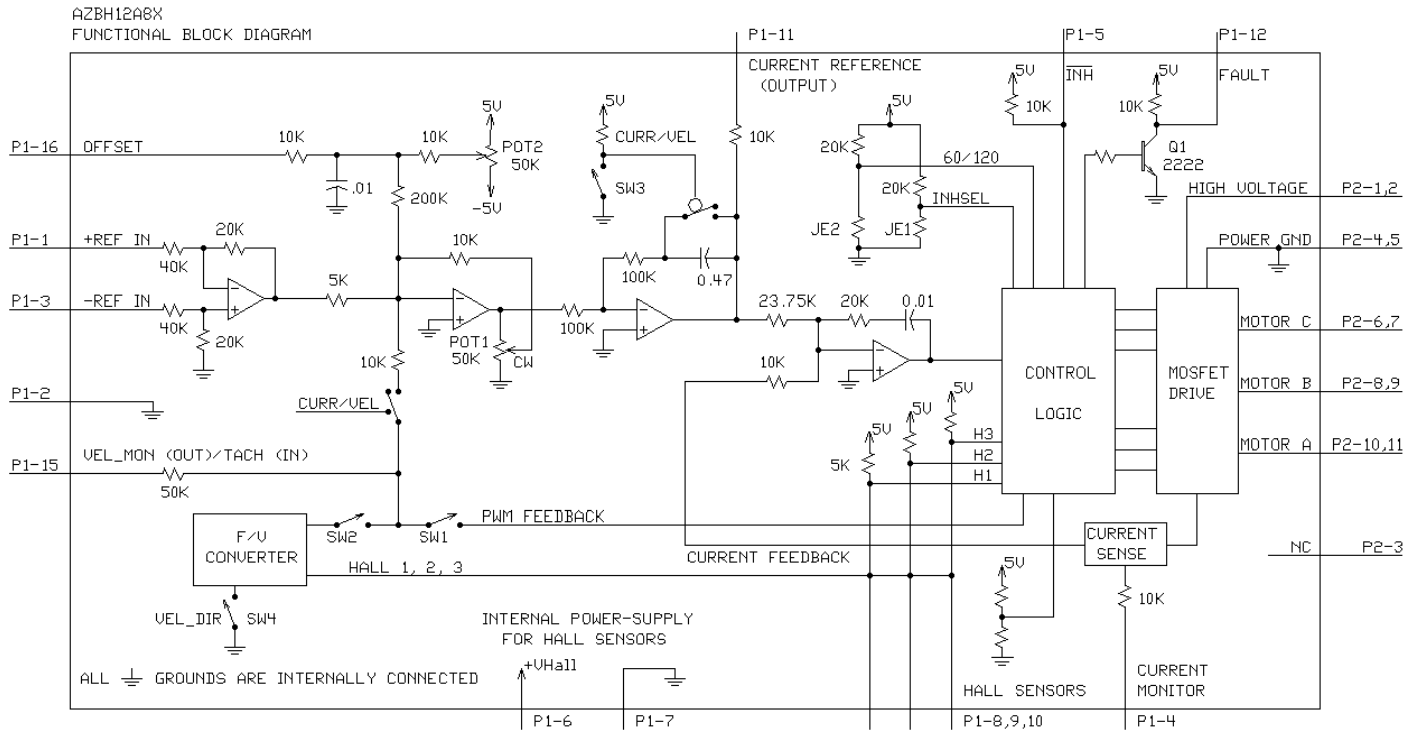 AZBH12A8X
FUNCTIONAL BLOCK DIAGRAM
P1-11
P1-5
P1-12
CURRENT REFERENCE
(OUTPUT)
5V
INH
10K
5V
FAULT
10K
5V
5V
5V
10K
CURR/VEL
10K
P1-16
OFFSET
10K
10K
POT2
50K
-5V
.01
200K
SW3
20K
60/120
20K
INHSEL
JE2
JE1
Q1
2222
HIGH VOLTAGE
P2-1,2
P1-1
+REF IN
20K
40K
10K
100K
0.47
POWER GND
P2-4,5
P1-3
-REF IN
40K
20K
5K
23.75K
20K
0.01
100K
POT1
50K
CW
10K
10K
MOTOR C
P2-6,7
CONTROL
LOGIC
MOSFET
DRIVE
MOTOR B
P2-8,9
P1-2
CURR/VEL
5V
5V
5V
5K
H3
H2
H1
MOTOR A
P2-10,11
P1-15
VEL_MON (OUT)/TACH (IN)
50K
F/V
CONVERTER
SW2
SW1
PWM FEEDBACK
CURRENT FEEDBACK
CURRENT
SENSE
NC
P2-3
HALL 1, 2, 3
5V
10K
VEL_DIR
SW4
INTERNAL POWER-SUPPLY
FOR HALL SENSORS
+VHall
ALL
GROUNDS ARE INTERNALLY CONNECTED
HALL SENSORS
CURRENT
MONITOR
P1-6
P1-7
P1-8,9,10
P1-4